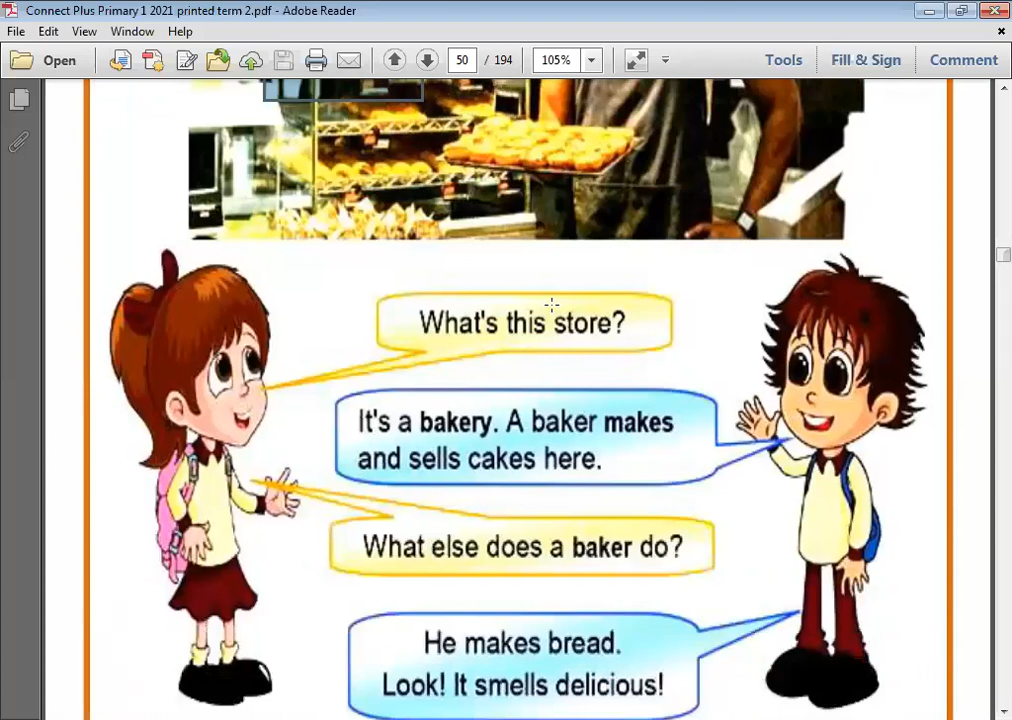 Connect Plus Primary 1 2021 printed term 2.pdf - Adobe Reader
File Edit View Window Help
Open 50 / 194 105% Tools Fill & Sign Comment
What's this store?
It's a bakery. A baker makes
and sells cakes here.
What else does a baker do?
He makes bread.
Look! It smells delicious!